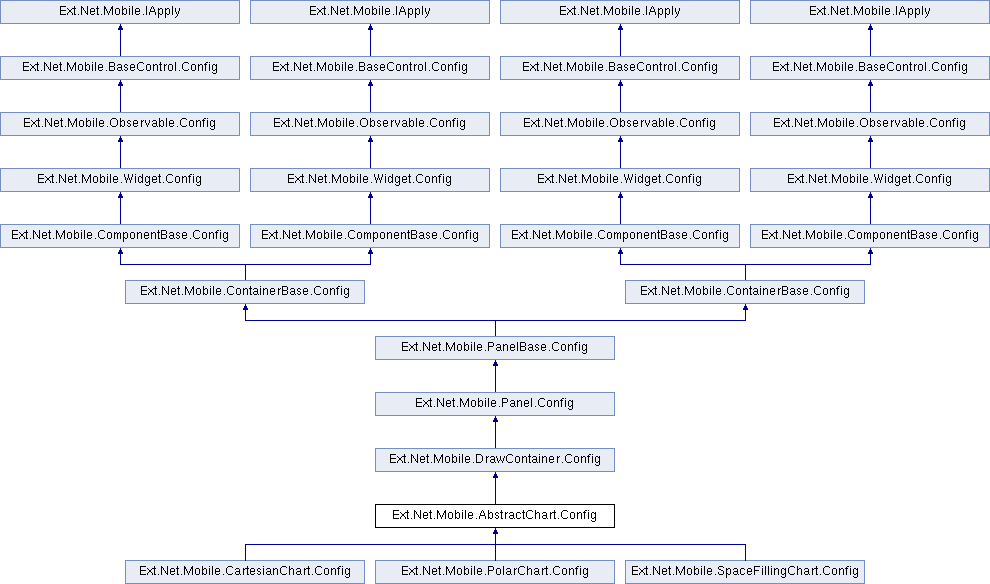 Ext.Net.Mobile.IApply
Ext.Net.Mobile.IApply
Ext.Net.Mobile.IApply
Ext.Net.Mobile.IApply
Ext.Net.Mobile.BaseControl.Config
Ext.Net.Mobile.BaseControl.Config
Ext.Net.Mobile.BaseControl.Config
Ext.Net.Mobile.BaseControl.Config
Ext.Net.Mobile.Observable.Config
Ext.Net.Mobile.Observable.Config
Ext.Net.Mobile.Observable.Config
Ext.Net.Mobile.Observable.Config
Ext.Net.Mobile.Widget.Config
Ext.Net.Mobile.Widget.Config
Ext.Net.Mobile.Widget.Config
Ext.Net.Mobile.Widget.Config
Ext.Net.Mobile.ComponentBase.Config
Ext.Net.Mobile.ComponentBase.Config
Ext.Net.Mobile.ComponentBase.Config
Ext.Net.Mobile.ComponentBase.Config
Ext.Net.Mobile.ContainerBase.Config
Ext.Net.Mobile.ContainerBase.Config
Ext.Net.Mobile.PanelBase.Config
Ext.Net.Mobile.Panel.Config
Ext.Net.Mobile.DrawContainer.Config
Ext.Net.Mobile.AbstractChart.Config
Ext.Net.Mobile.CartesianChart.Config
Ext.Net.Mobile.PolarChart.Config
Ext.Net.Mobile.SpaceFillingChart.Config